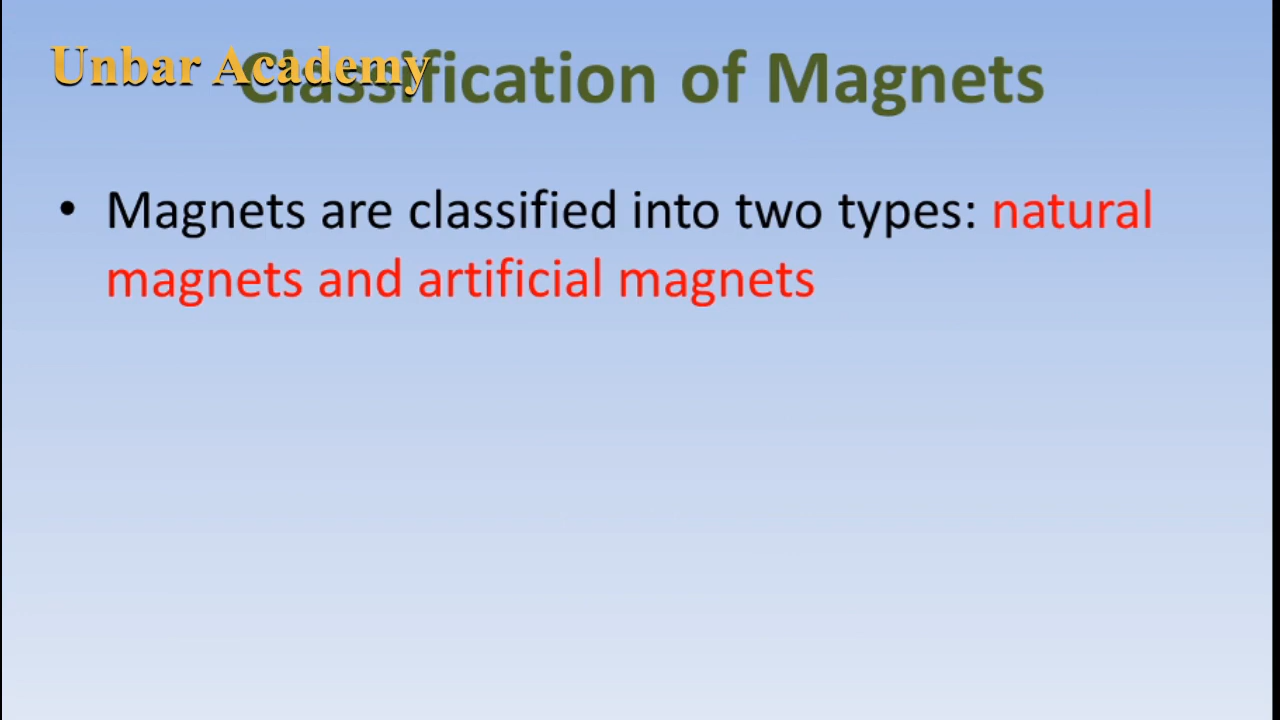 Unbar Academy
Classification of Magnets
• Magnets are classified into two types: natural
magnets and artificial magnets